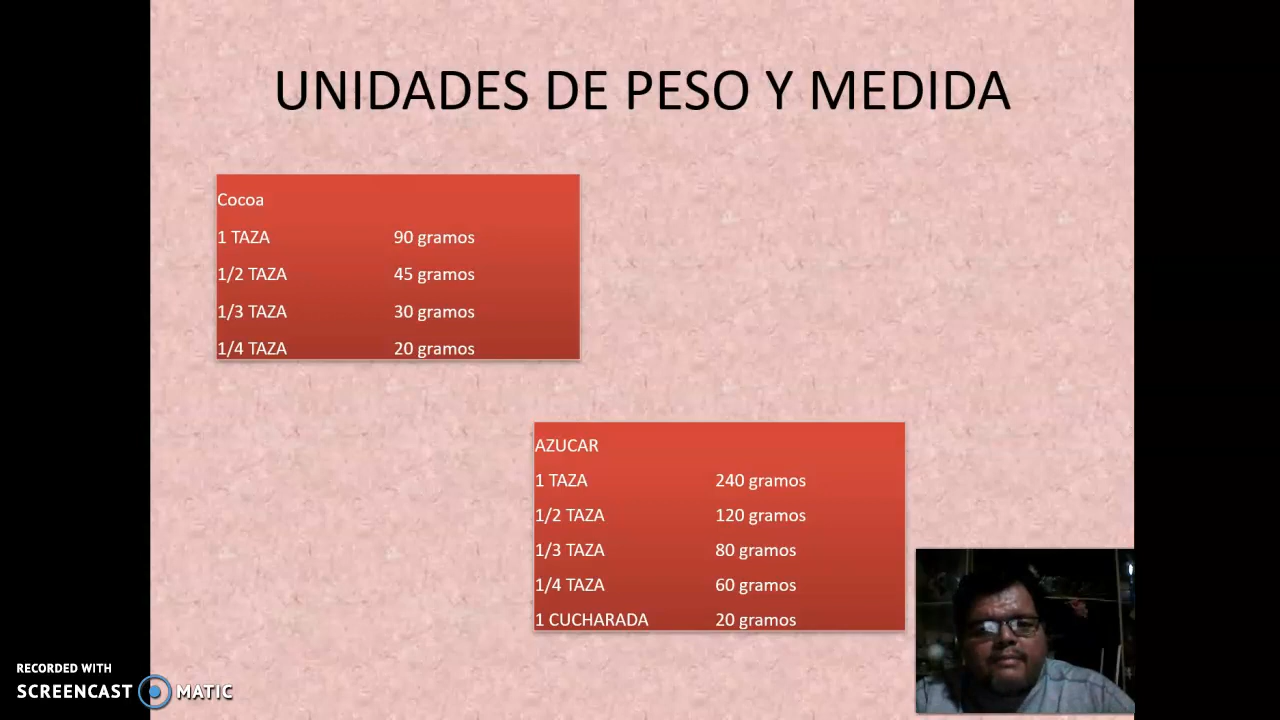 UNIDADES DE PESO Y MEDIDA
Cocoa
1 TAZA 90 gramos
1/2 TAZA 45 gramos
1/3 TAZA 30 gramos
1/4 TAZA 20 gramos
AZUCAR
1 TAZA 240 gramos
1/2 TAZA 120 gramos
1/3 TAZA 80 gramos
1/4 TAZA 60 gramos
1 CUCHARADA 20 gramos
RECORDED WITH
SCREENCAST MATIC